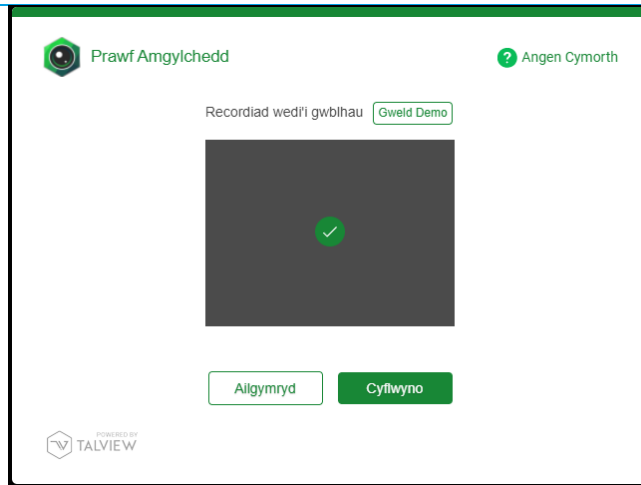 Prawf Amgylchedd
Angen Cymorth
Recordiad wedi'i gwblhau Gweld Demo
Ailgymryd Cyflwyno
POWERED BY
TALVIEW